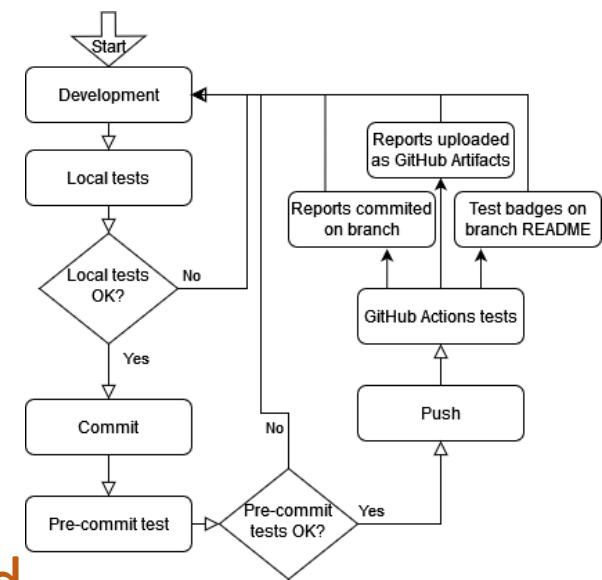 Start
Development
Local tests
Local tests
OK?
No
Yes
Commit
Pre-commit test
Pre-commit
tests OK?
No
Yes
Push
GitHub Actions tests
Reports commited
on branch
Reports uploaded
as GitHub Artifacts
Test badges on
branch README
d